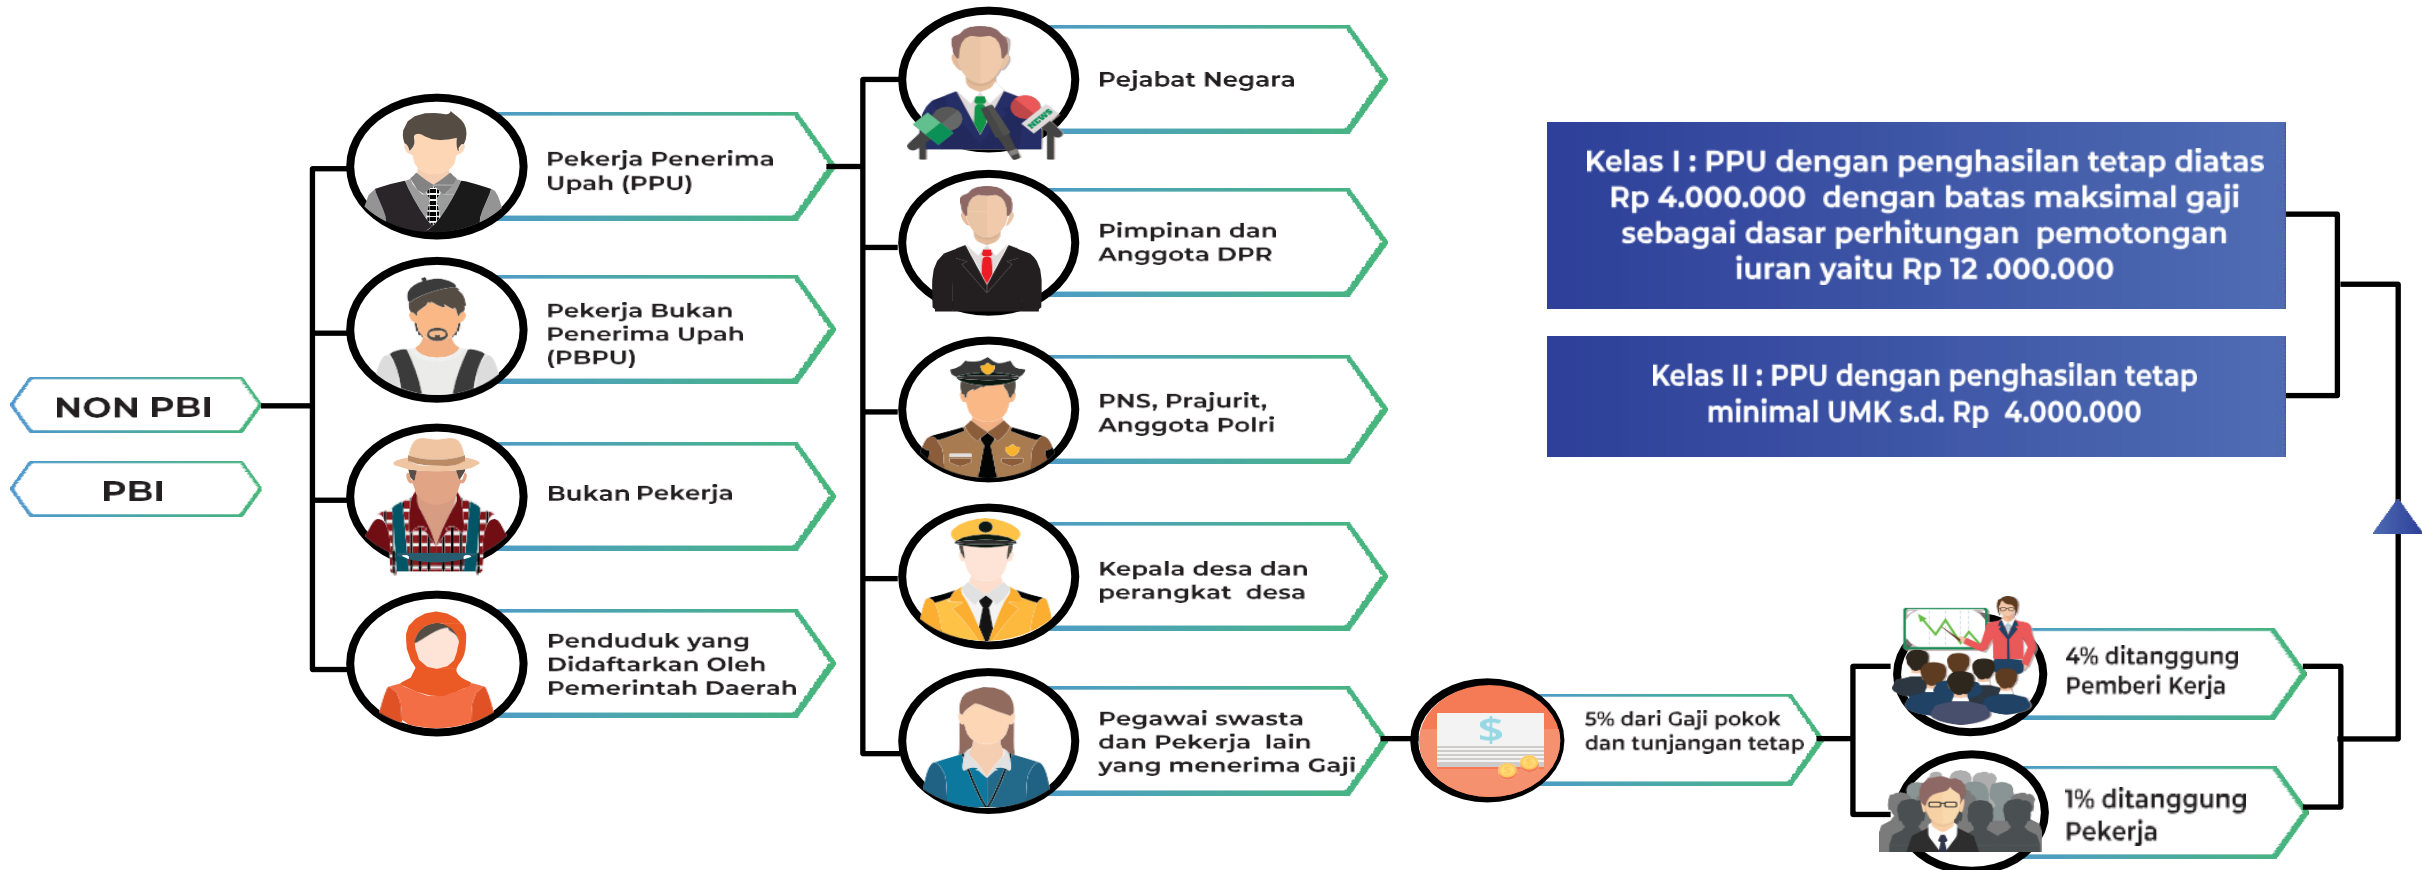 NON PBI
PBI
Pekerja Penerima
Upah (PPU)
Pekerja Bukan
Penerima Upah
(PBPU)
Bukan Pekerja
Penduduk yang
Didaftarkan Oleh
Pemerintah Daerah
Pejabat Negara
NEWS
Pimpinan dan
Anggota DPR
PNS, Prajurit,
Anggota Polri
Kepala desa dan
perangkat desa
Pegawai swasta
dan Pekerja lain
yang menerima Gaji
$
5% dari Gaji pokok
dan tunjangan tetap
4% ditanggung
Pemberi Kerja
1% ditanggung
Pekerja
Kelas I : PPU dengan penghasilan tetap diatas
Rp 4.000.000 dengan batas maksimal gaji
sebagai dasar perhitungan pemotongan
iuran yaitu Rp 12 .000.000
Kelas II : PPU dengan penghasilan tetap
minimal UMK s.d. Rp 4.000.000